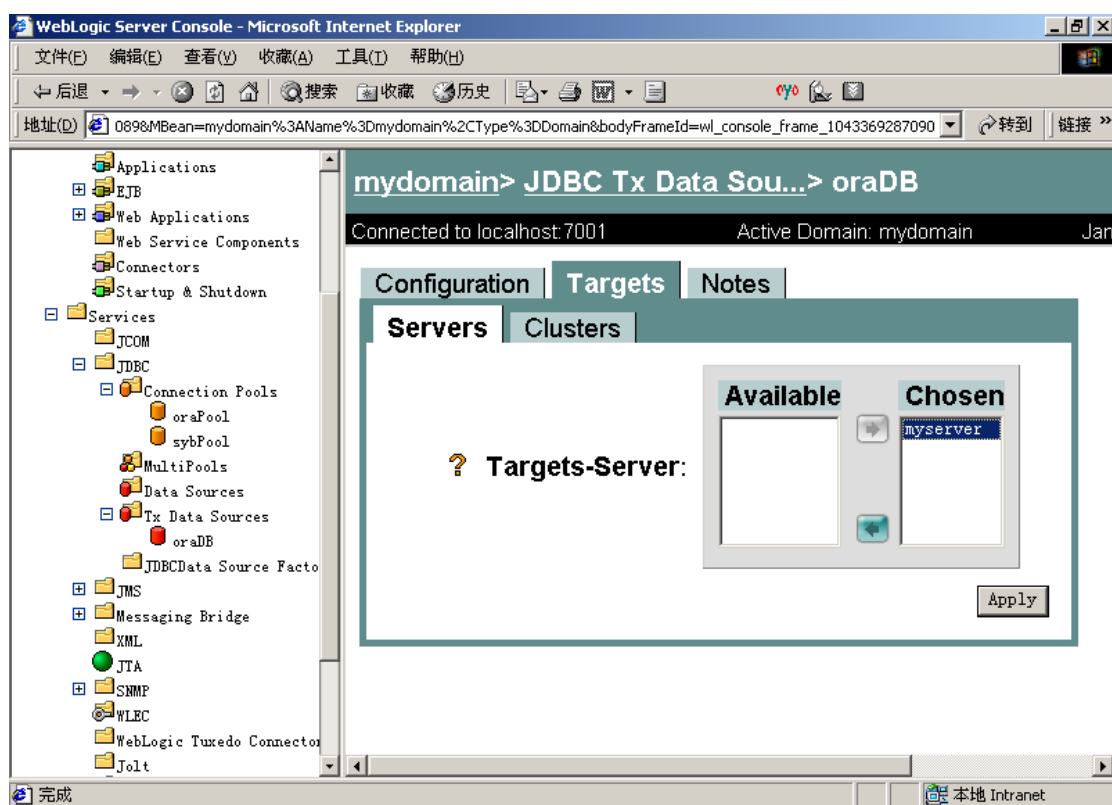 WebLogic Server Console - Microsoft Internet Explorer
文件(F) 编辑(E) 查看(V) 收藏(A) 工具(T) 帮助(H)
后退 搜索 收藏 历史
地址(D) 089&MBean=mydomain%3AName%3Dmydomain%2CType%3DDomain&bodyFrameId=wl_console_frame_1043369287090 转到 链接 »
Applications
EJB
Web Applications
Web Service Components
Connectors
Startup & Shutdown
Services
JCOM
JDBC
Connection Pools
oraPool
sybPool
MultiPools
Data Sources
Tx Data Sources
oraDB
JDBCData Source Facto
JMS
Messaging Bridge
XML
JTA
SNMP
WLEC
WebLogic Tuxedo Connector
Jolt
mydomain> JDBC Tx Data Sou...> oraDB
Connected to localhost:7001 Active Domain: mydomain Jan
Configuration Targets Notes
Servers Clusters
Available Chosen
myserver
? Targets-Server:
Apply
完成 本地 Intranet